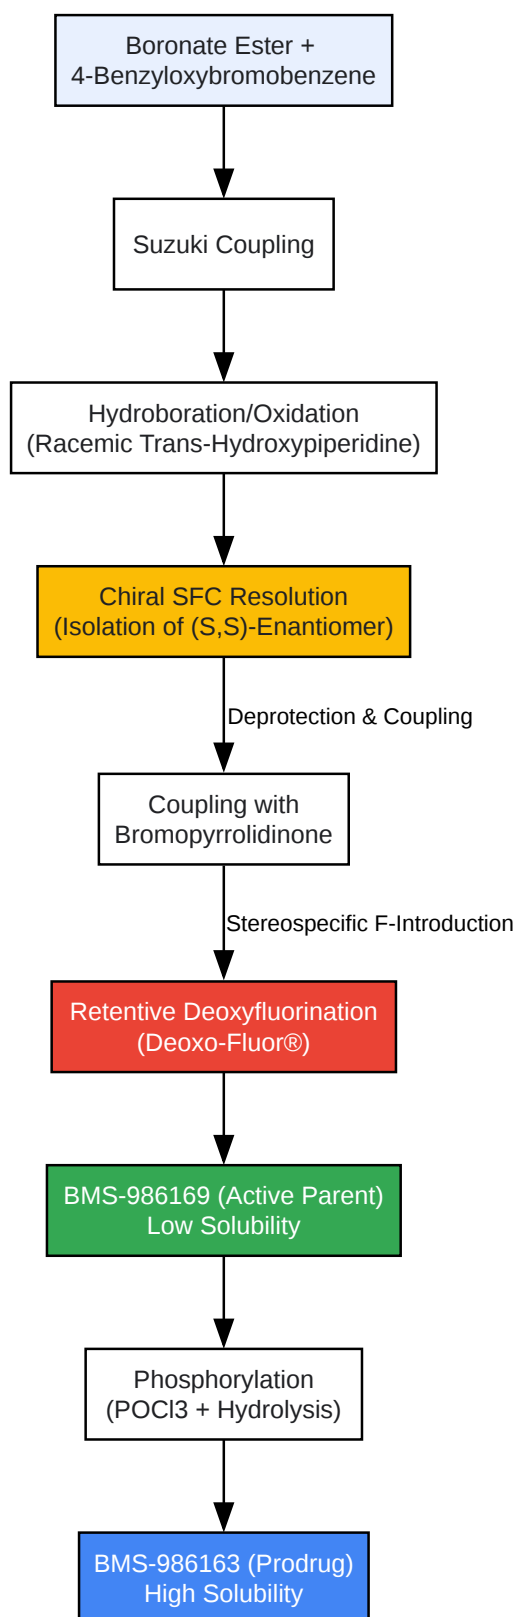 Boronate Ester +
4-Benzyloxybromobenzene
Suzuki Coupling
Hydroboration/Oxidation
(Racemic Trans-Hydroxypiperidine)
Chiral SFC Resolution
(Isolation of (S,S)-Enantiomer)
Deprotection & Coupling
Coupling with
Bromopyrrolidinone
Stereospecific F-Introduction
Retentive Deoxyfluorination
(Deoxo-Fluor®)
BMS-986169 (Active Parent)
Low Solubility
Phosphorylation
(POCl3 + Hydrolysis)
BMS-986163 (Prodrug)
High Solubility